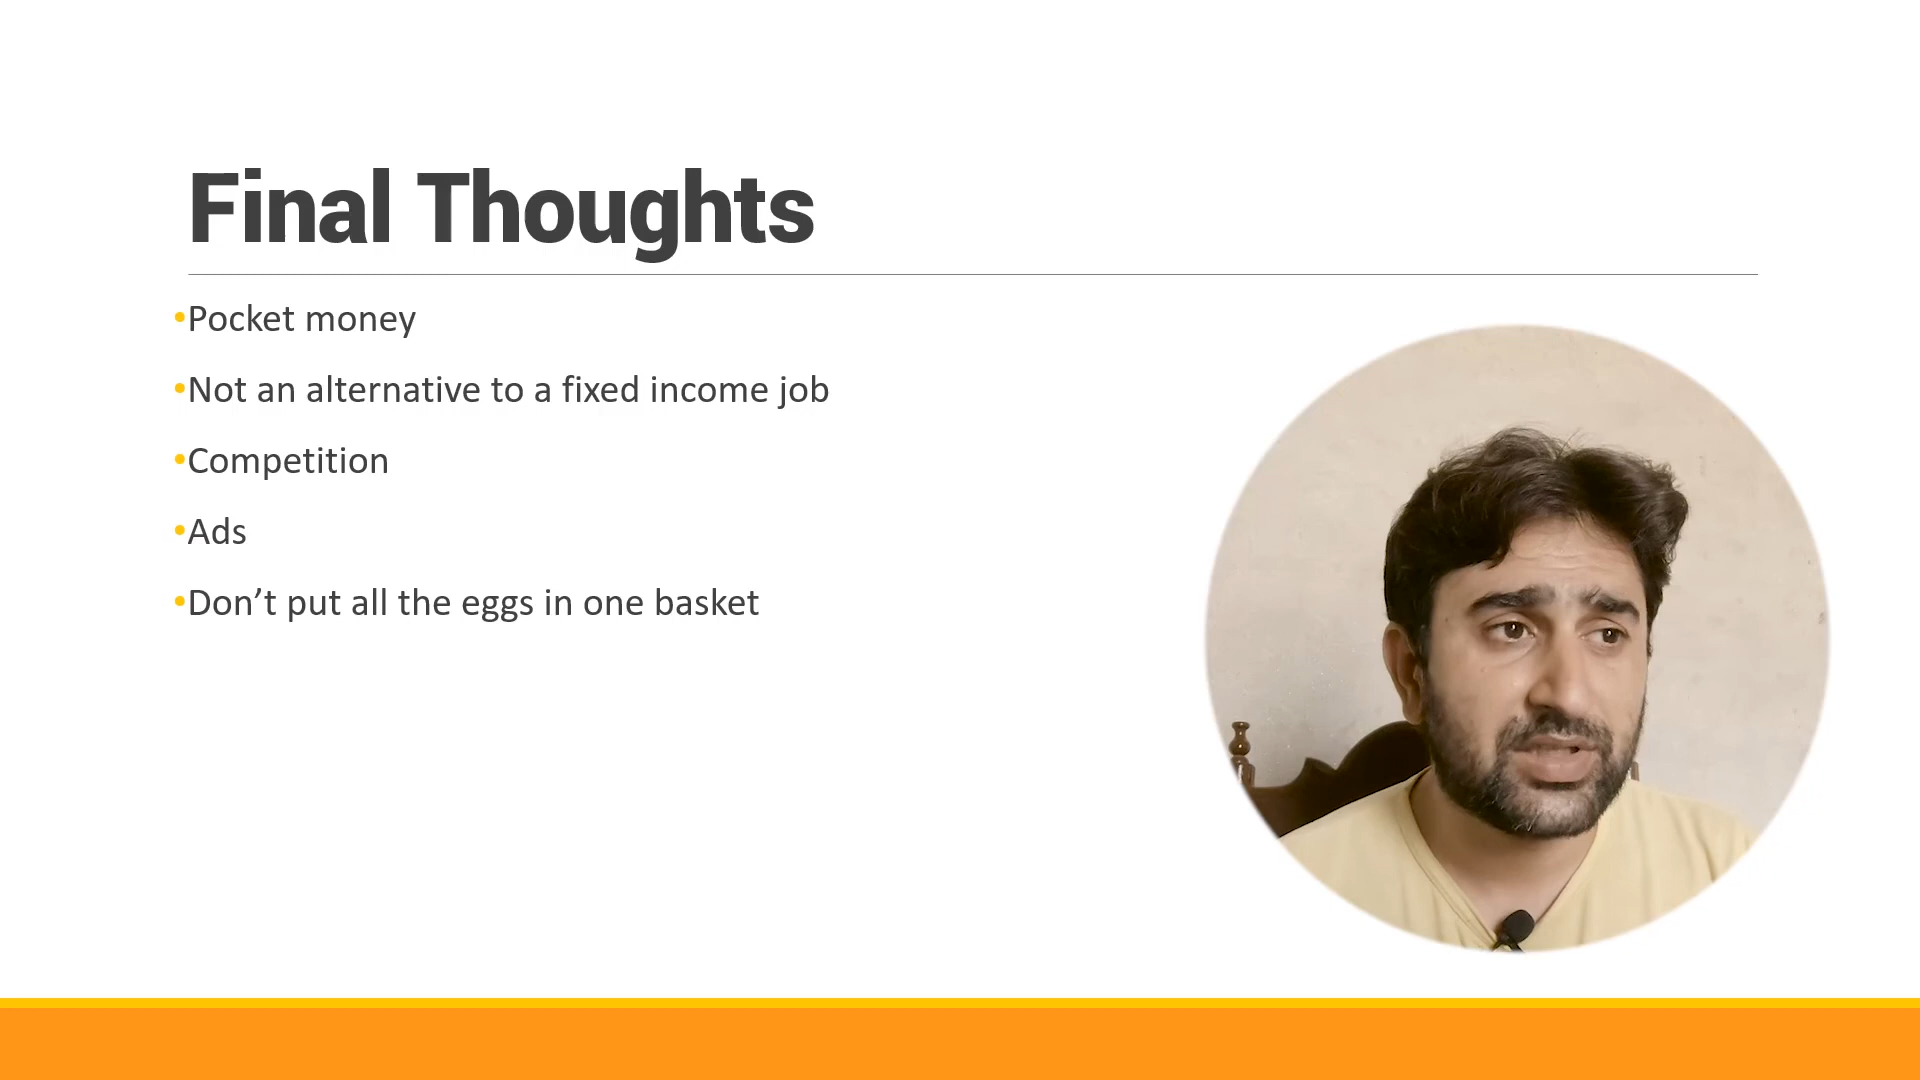 Final Thoughts
•Pocket money
•Not an alternative to a fixed income job
•Competition
•Ads
•Don’t put all the eggs in one basket